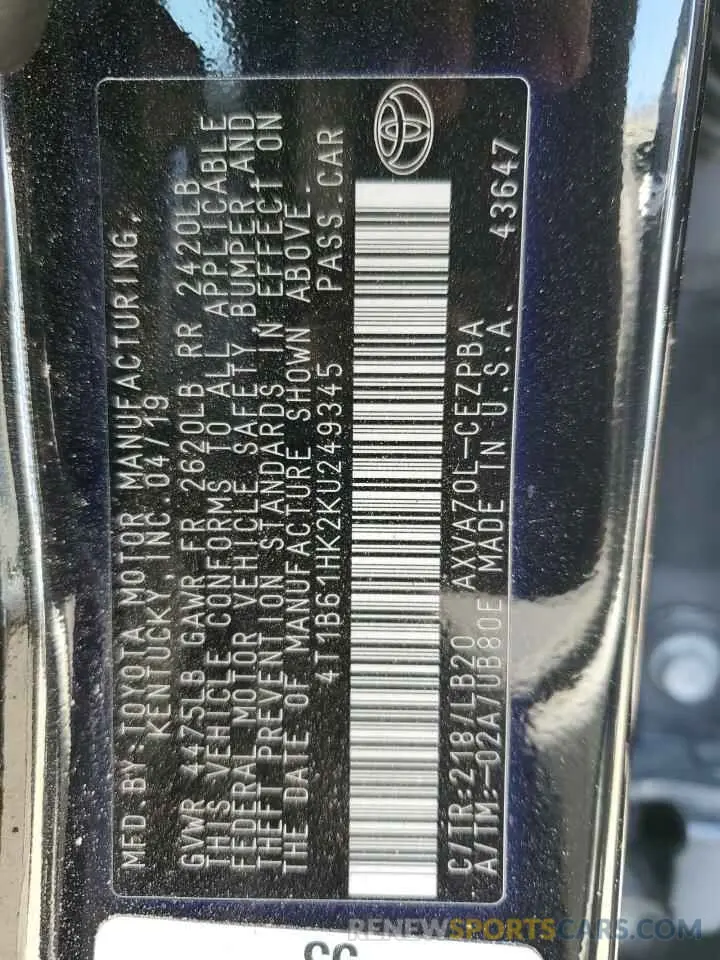 MFD.BY:TOYOTA MOTOR MANUFACTURING,
KENTUCKY,INC.04/19
GVWR 4475LB GAWR FR 2620LB RR 2420LB
THIS VEHICLE CONFORMS TO ALL APPLICABLE
FEDERAL MOTOR VEHICLE SAFETY, BUMPER AND
THEFT PREVENTION STANDARDS IN EFFECT ON
THE DATE OF MANUFACTURE SHOWN ABOVE.
4T1B61HK2KU249345 PASS.CAR
C/TR:218/LB20 AXVA70L-CEZPBA
A/TM:-02A/UB80E MADE IN U.S.A. 43647
RENEWSPORTSCARS.COM